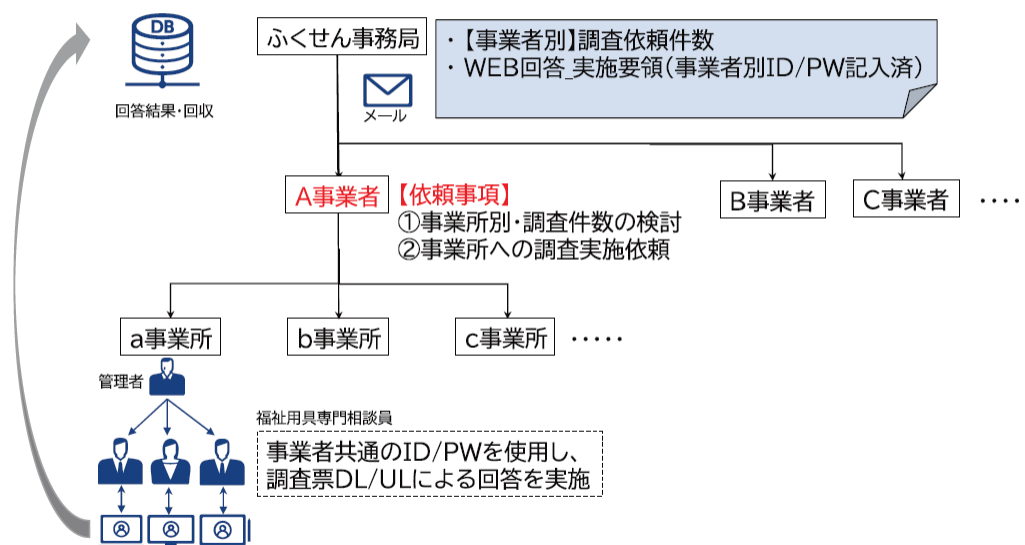 DB
回答結果・回収
ふくせん事務局
・【事業者別】調査依頼件数
・WEB回答_実施要領(事業者別ID/PW記入済)
メール
A事業者
【依頼事項】
①事業所別・調査件数の検討
②事業所への調査実施依頼
B事業者
C事業者
・・・・
a事業所
b事業所
c事業所
・・・・・
管理者
福祉用具専門相談員
事業者共通のID/PWを使用し、
調査票DL/ULによる回答を実施